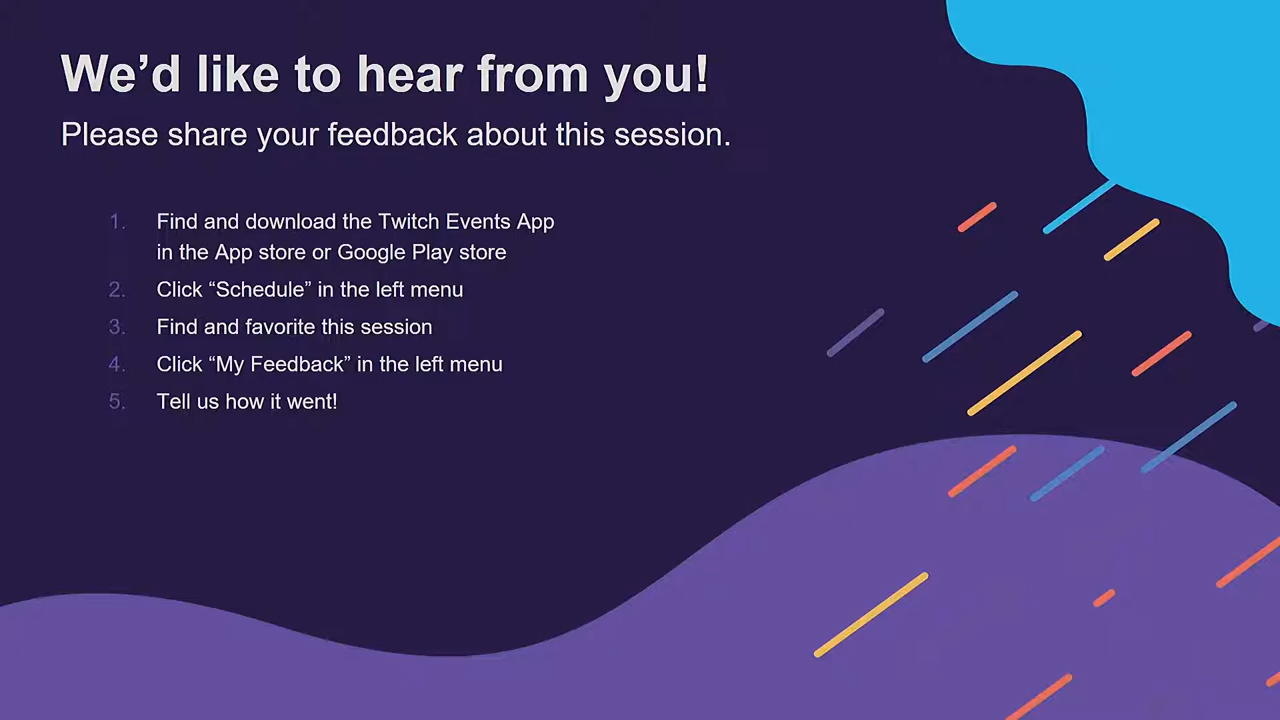 We’d like to hear from you!
Please share your feedback about this session.
1. Find and download the Twitch Events App
in the App store or Google Play store
2. Click “Schedule” in the left menu
3. Find and favorite this session
4. Click “My Feedback” in the left menu
5. Tell us how it went!